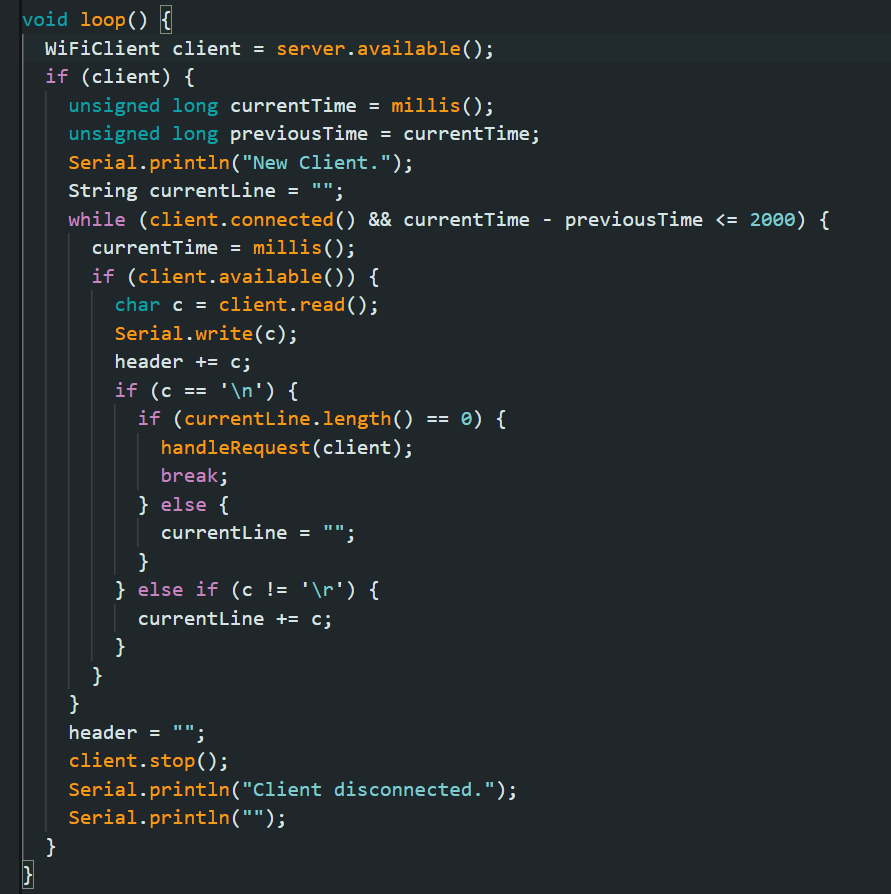 void loop() {
  WiFiClient client = server.available();
  if (client) {
    unsigned long currentTime = millis();
    unsigned long previousTime = currentTime;
    Serial.println("New Client.");
    String currentLine = "";
    while (client.connected() && currentTime - previousTime <= 2000) {
      currentTime = millis();
      if (client.available()) {
        char c = client.read();
        Serial.write(c);
        header += c;
        if (c == '\n') {
          if (currentLine.length() == 0) {
            handleRequest(client);
            break;
          } else {
            currentLine = "";
          }
        } else if (c != '\r') {
          currentLine += c;
        }
      }
    }
    header = "";
    client.stop();
    Serial.println("Client disconnected.");
    Serial.println("");
  }
}